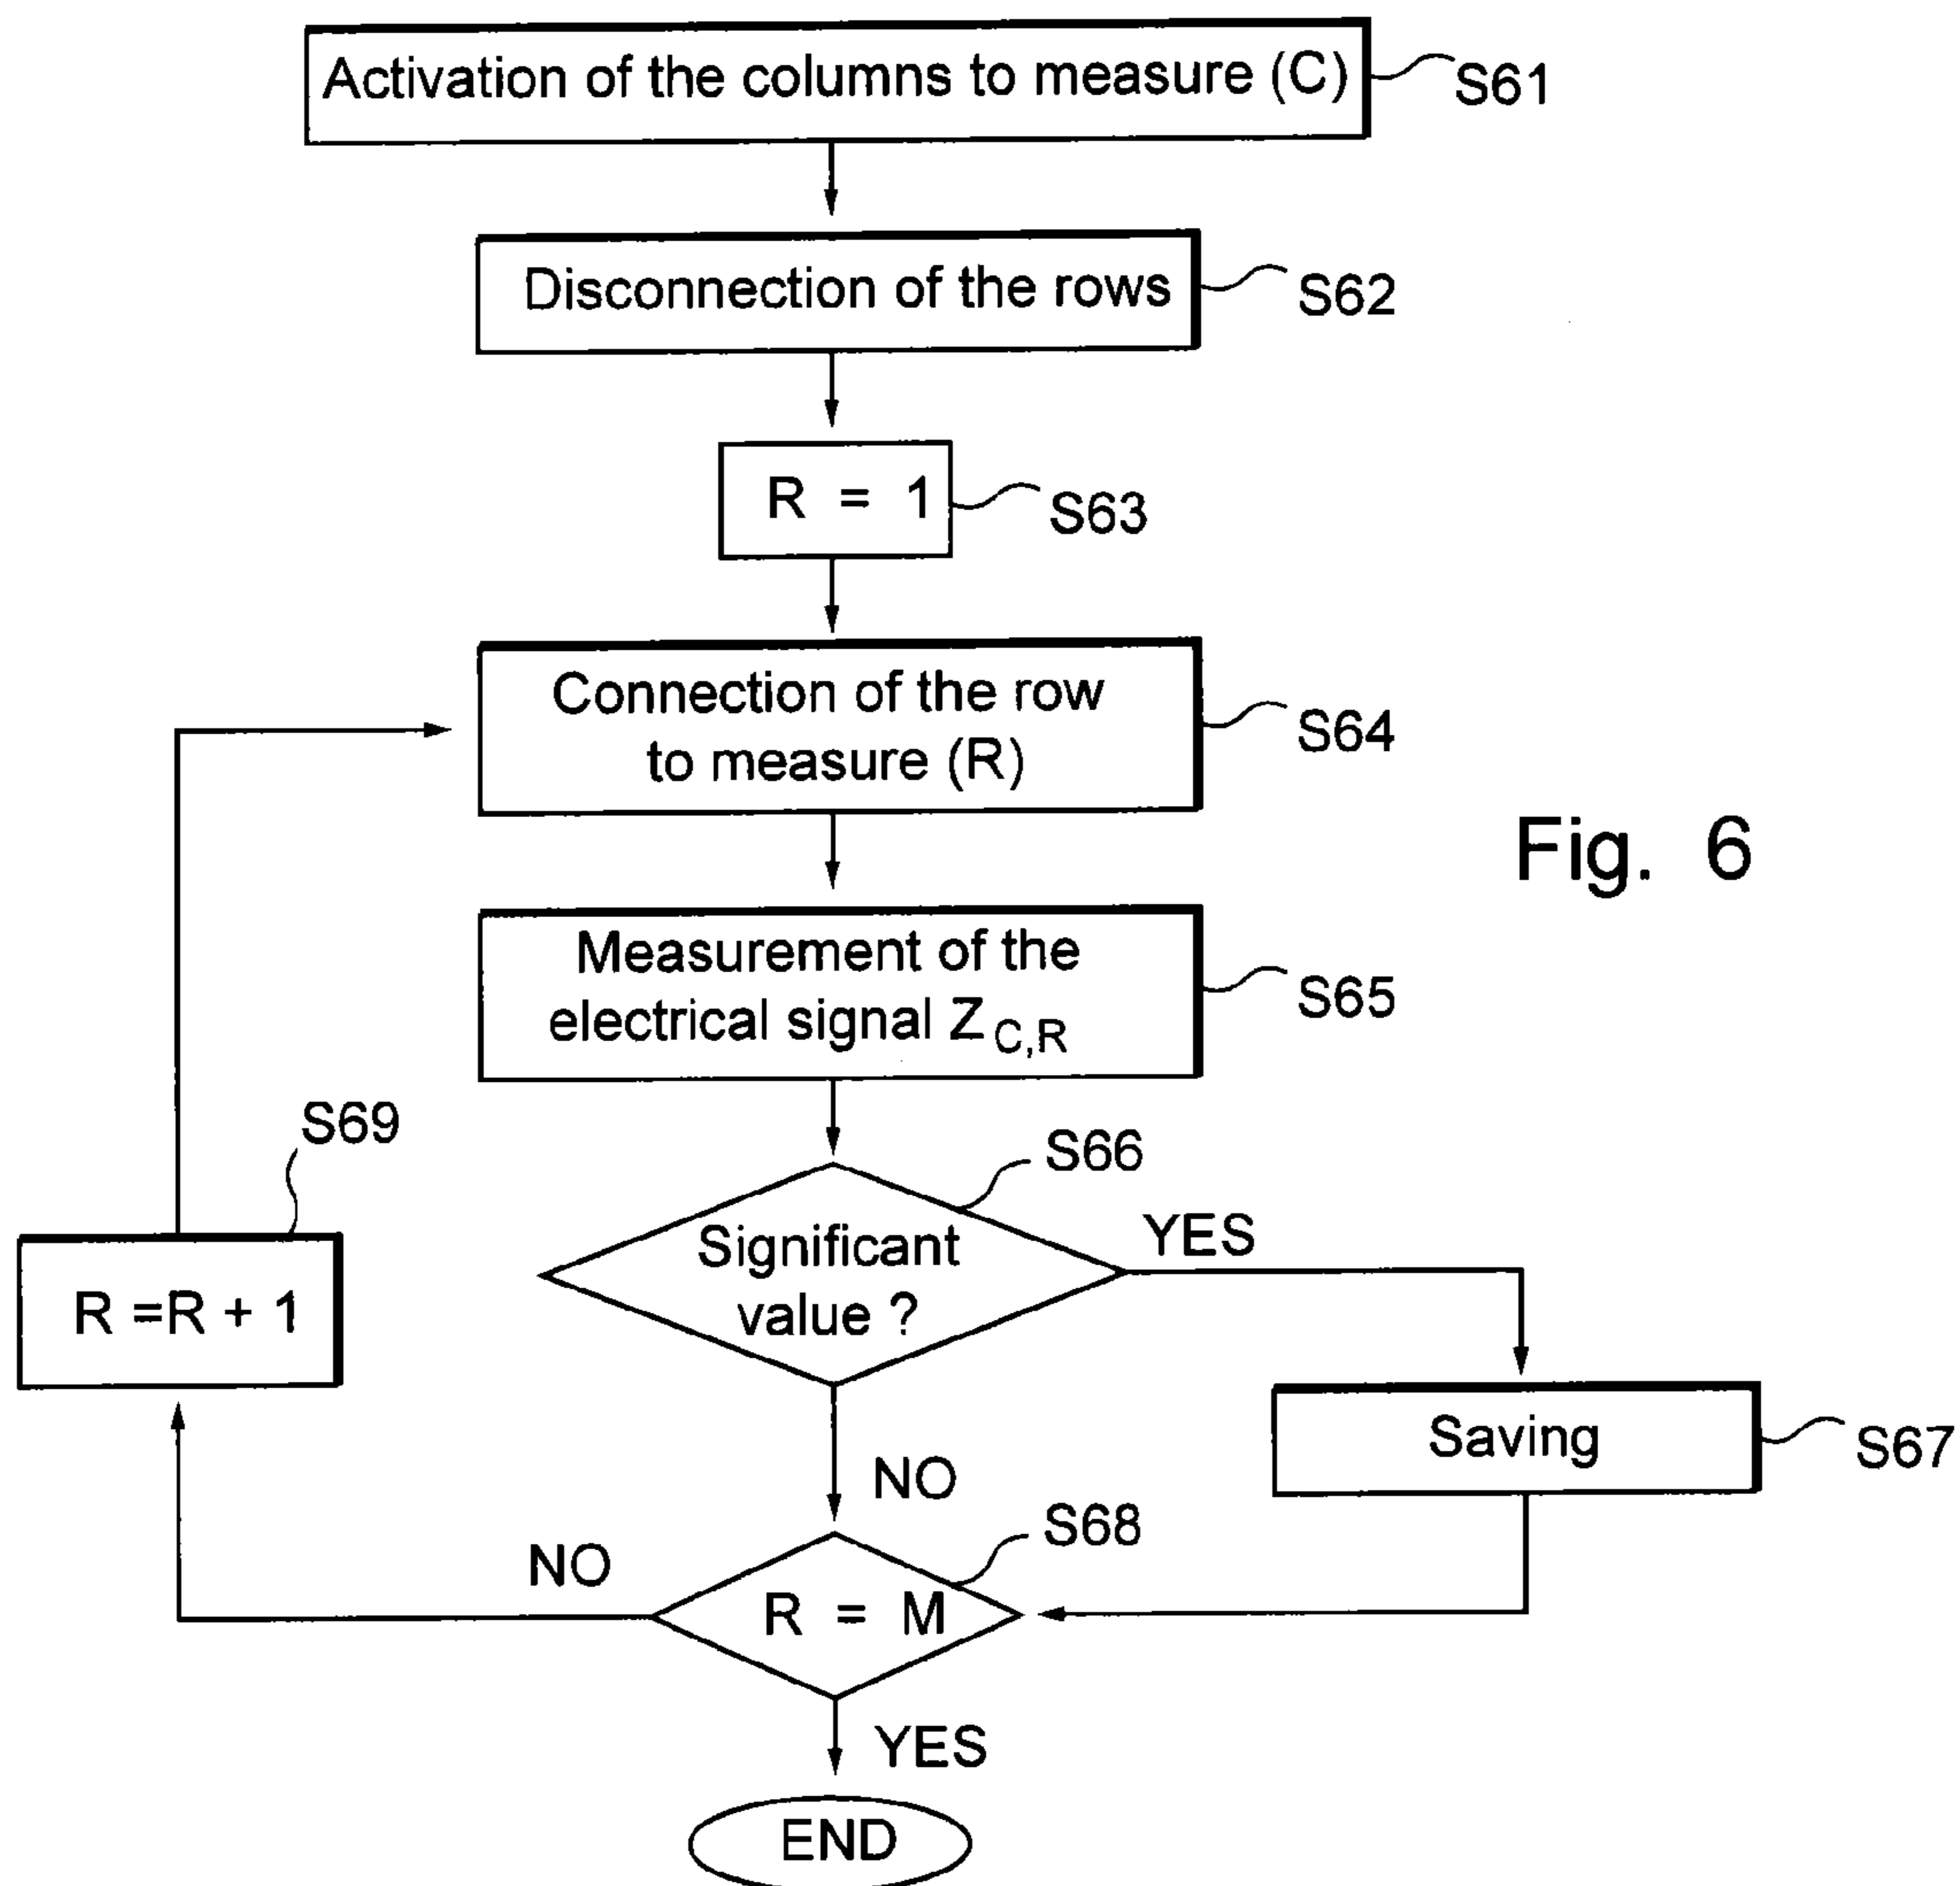 Activation of the columns to measure (C)
S61
Disconnection of the rows
S62
R = 1
S63
Connection of the row
to measure (R)
S64
Fig. 6
Measurement of the
electrical signal Z C,R
S65
S69
S66
R =R + 1
Significant
value ?
YES
Saving
S67
NO
S68
NO
R = M
YES
END